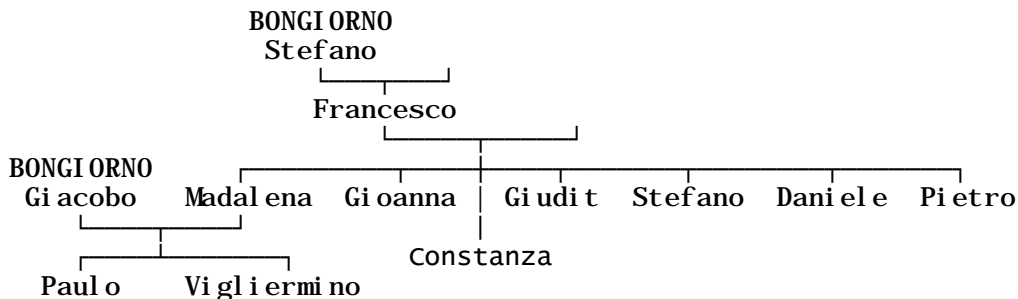 BONGIORNO
Stefano
Francesco
BONGIORNO
Giacobo Madalena Gioanna Giudit Stefano Daniele Pietro
Constanza
Paulo Vigliermino